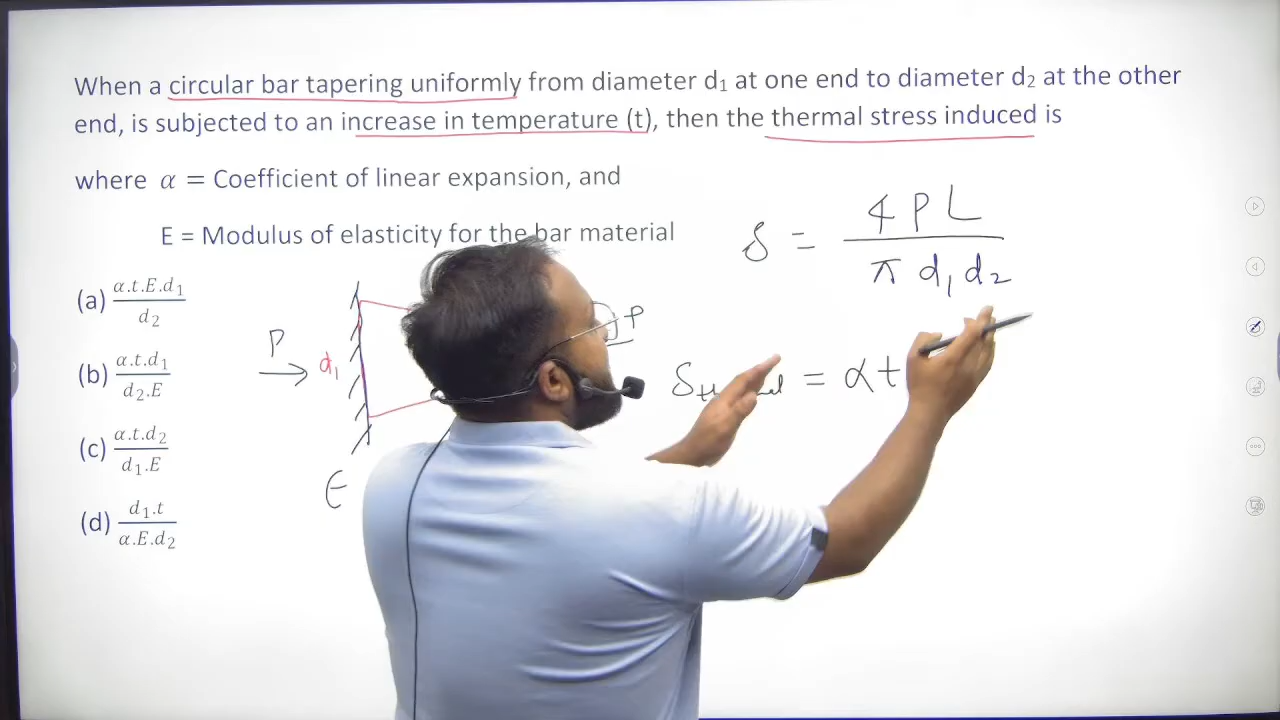 When a circular bar tapering uniformly from diameter d₁ at one end to diameter d₂ at the other
end, is subjected to an increase in temperature (t), then the thermal stress induced is
where α = Coefficient of linear expansion, and
E = Modulus of elasticity for the bar material
(a) α.t.E.d₁ / d₂
(b) α.t.d₁ / d₂.E
(c) α.t.d₂ / d₁.E
(d) d₁.t / α.E.d₂
P
d₁
E
P
δ = 4PL / π d₁ d₂
= αt